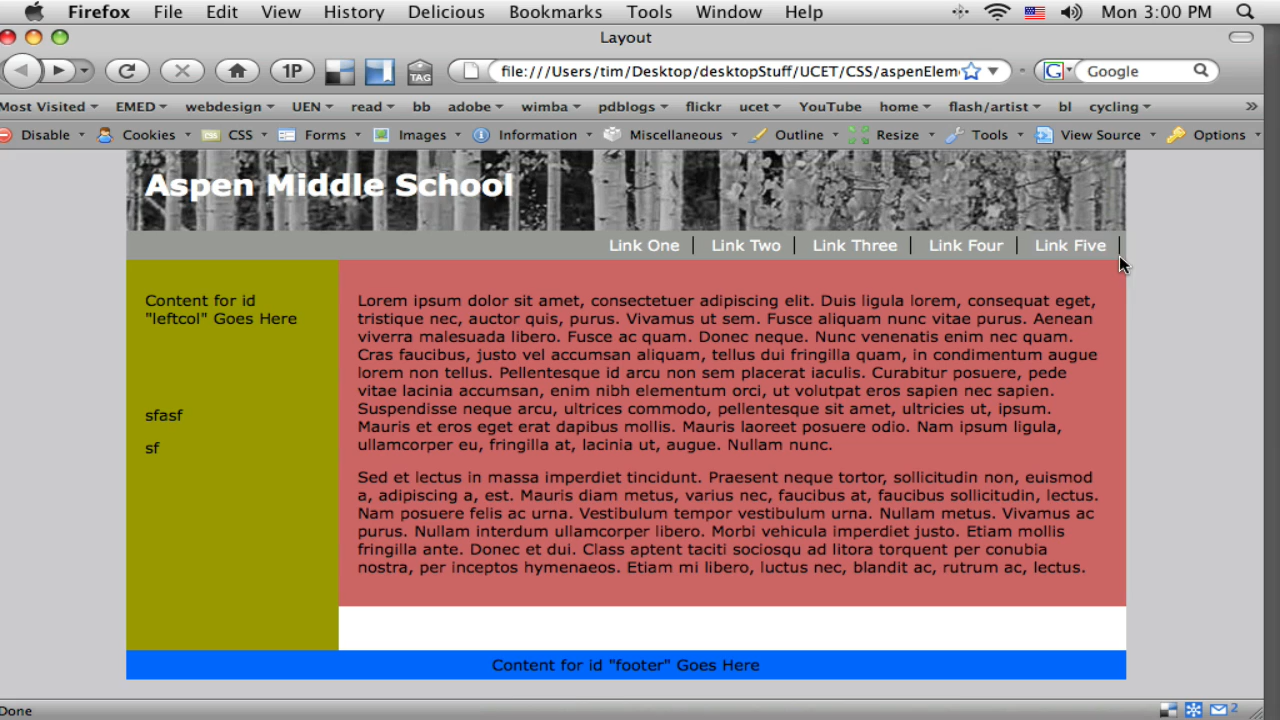 Firefox File Edit View History Delicious Bookmarks Tools Window Help Mon 3:00 PM
Layout
1P TAG file:///Users/tim/Desktop/desktopStuff/UCET/CSS/aspenElem G Google
Most Visited EMED webdesign UEN read bb adobe wimba pdblogs flickr ucet YouTube home flash/artist bl cycling »
Disable Cookies CSS Forms Images Information Miscellaneous Outline Resize Tools View Source Options
Aspen Middle School
Link One | Link Two | Link Three | Link Four | Link Five |
Content for id
"leftcol" Goes Here
sfasf
sf
Lorem ipsum dolor sit amet, consectetuer adipiscing elit. Duis ligula lorem, consequat eget,
tristique nec, auctor quis, purus. Vivamus ut sem. Fusce aliquam nunc vitae purus. Aenean
viverra malesuada libero. Fusce ac quam. Donec neque. Nunc venenatis enim nec quam.
Cras faucibus, justo vel accumsan aliquam, tellus dui fringilla quam, in condimentum augue
lorem non tellus. Pellentesque id arcu non sem placerat iaculis. Curabitur posuere, pede
vitae lacinia accumsan, enim nibh elementum orci, ut volutpat eros sapien nec sapien.
Suspendisse neque arcu, ultrices commodo, pellentesque sit amet, ultricies ut, ipsum.
Mauris et eros eget erat dapibus mollis. Mauris laoreet posuere odio. Nam ipsum ligula,
ullamcorper eu, fringilla at, lacinia ut, augue. Nullam nunc.
Sed et lectus in massa imperdiet tincidunt. Praesent neque tortor, sollicitudin non, euismod
a, adipiscing a, est. Mauris diam metus, varius nec, faucibus at, faucibus sollicitudin, lectus.
Nam posuere felis ac urna. Vestibulum tempor vestibulum urna. Nullam metus. Vivamus ac
purus. Nullam interdum ullamcorper libero. Morbi vehicula imperdiet justo. Etiam mollis
fringilla ante. Donec et dui. Class aptent taciti sociosqu ad litora torquent per conubia
nostra, per inceptos hymenaeos. Etiam mi libero, luctus nec, blandit ac, rutrum ac, lectus.
Content for id "footer" Goes Here
Done 2